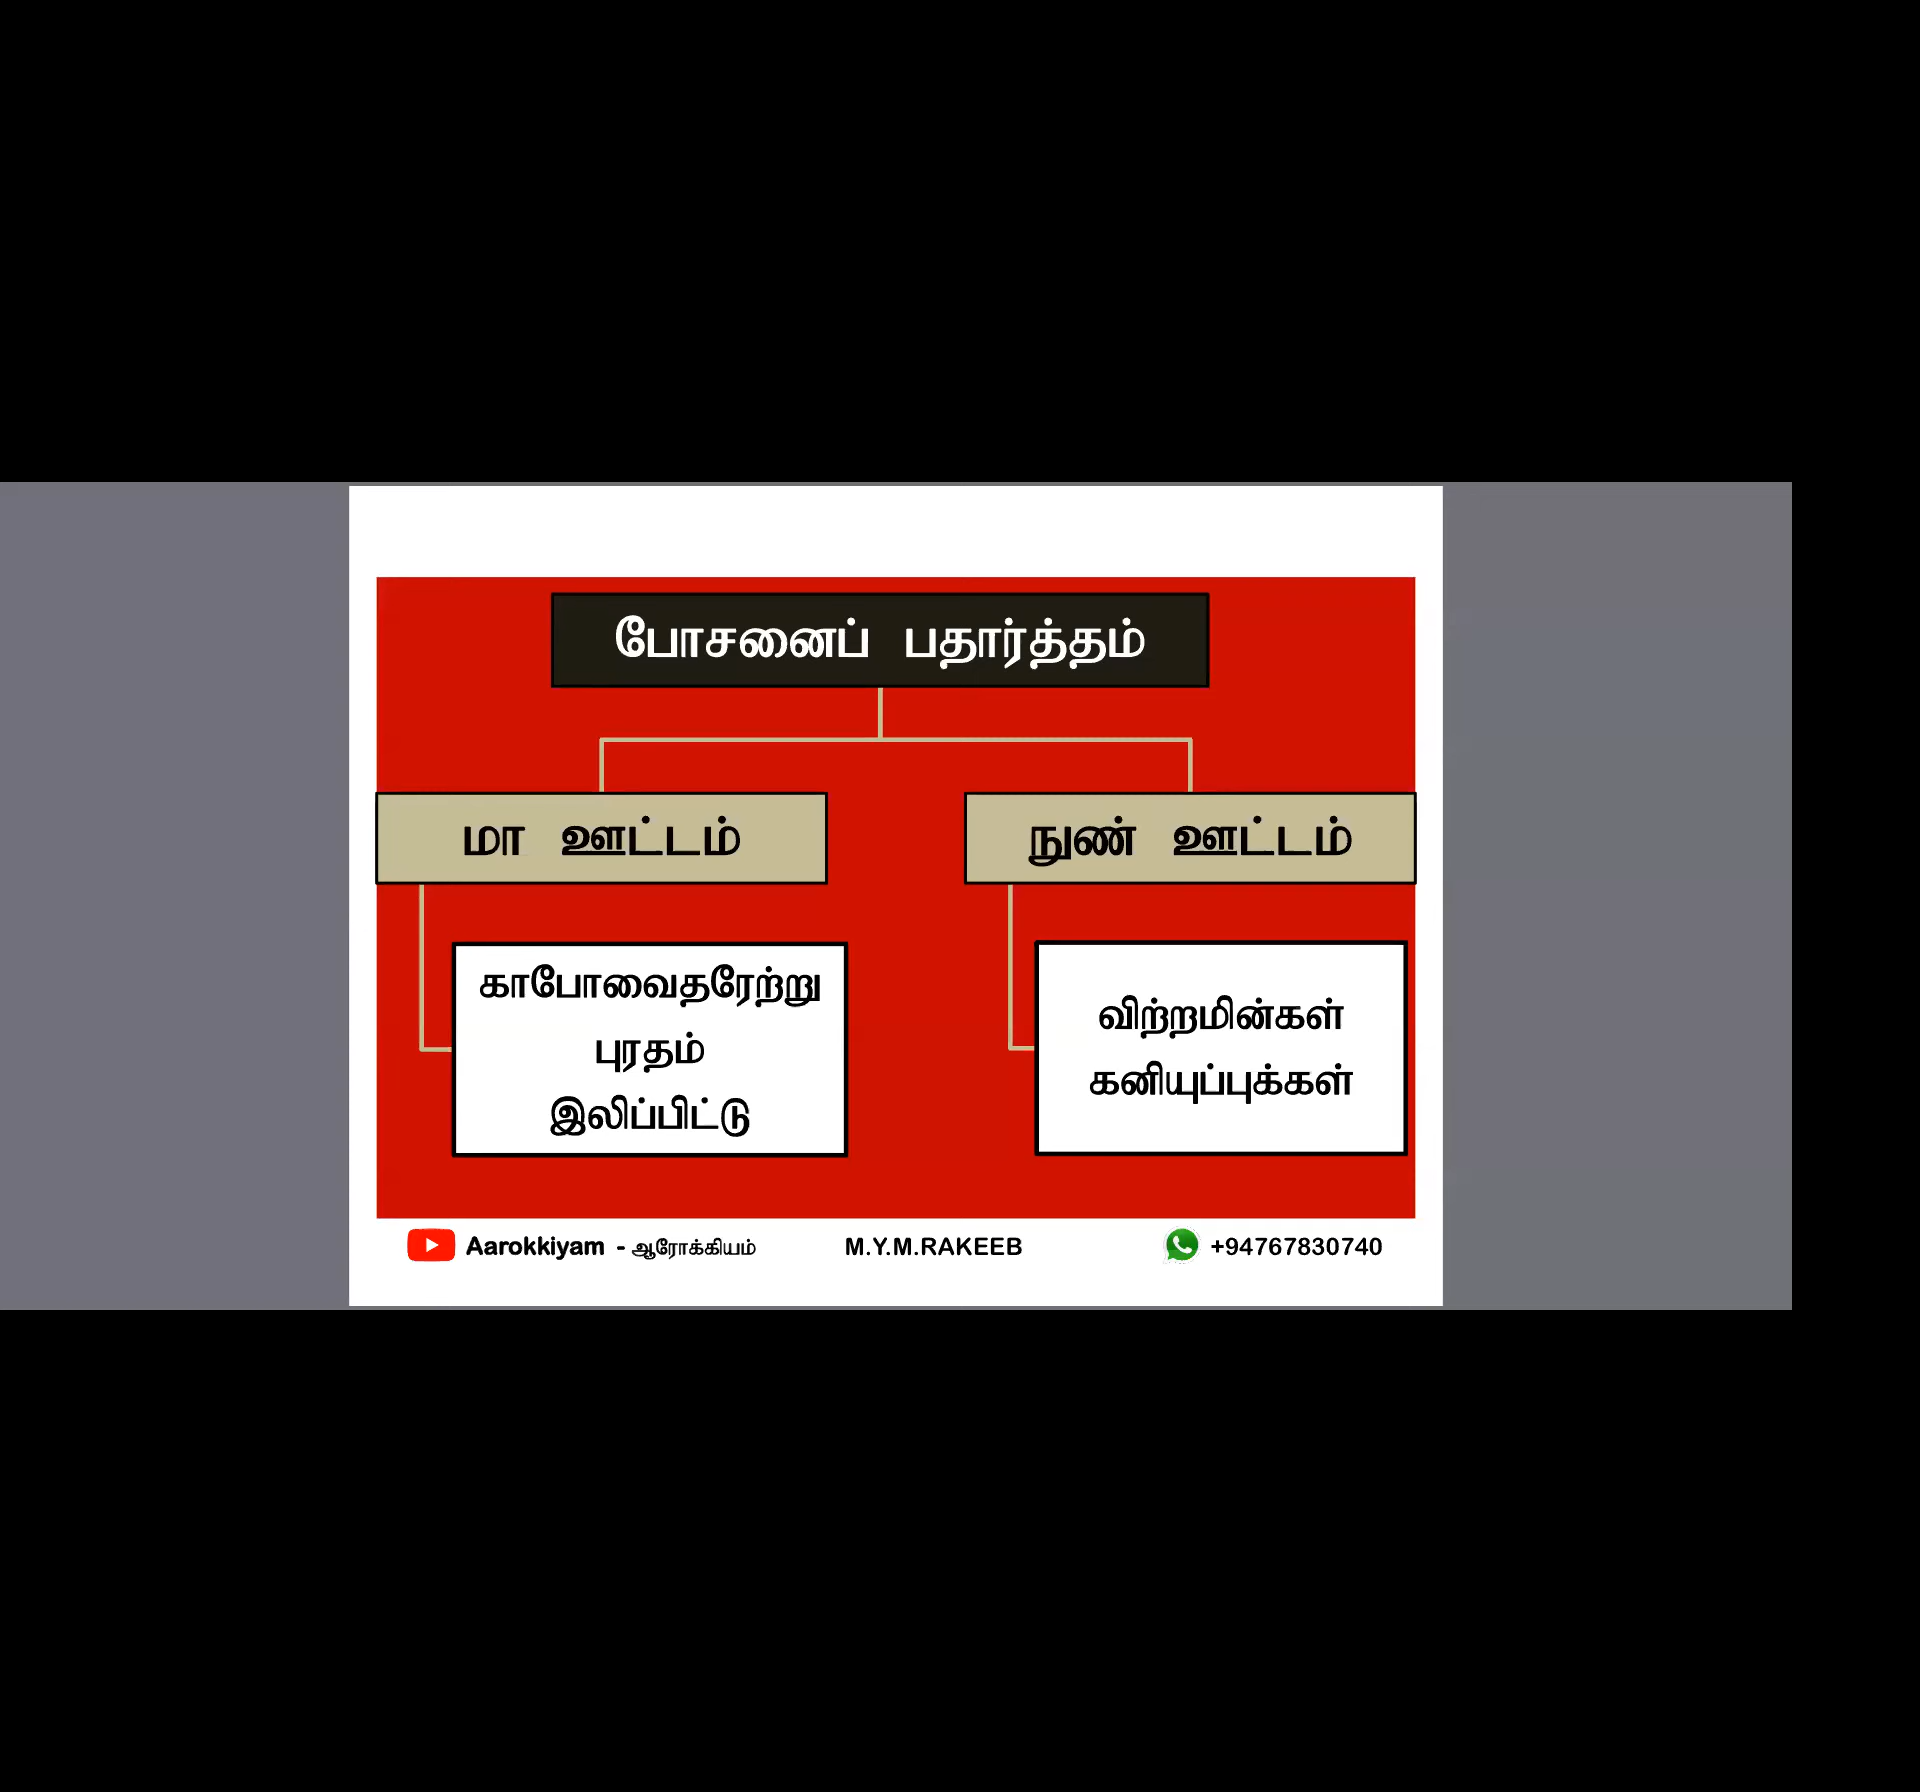 போசனைப் பதார்த்தம்
மா ஊட்டம்
நுண் ஊட்டம்
காபோவைதரேற்று
புரதம்
இலிப்பிட்டு
விற்றமின்கள்
கனியுப்புக்கள்
Aarokkiyam - ஆரோக்கியம்
M.Y.M.RAKEEB
+94767830740